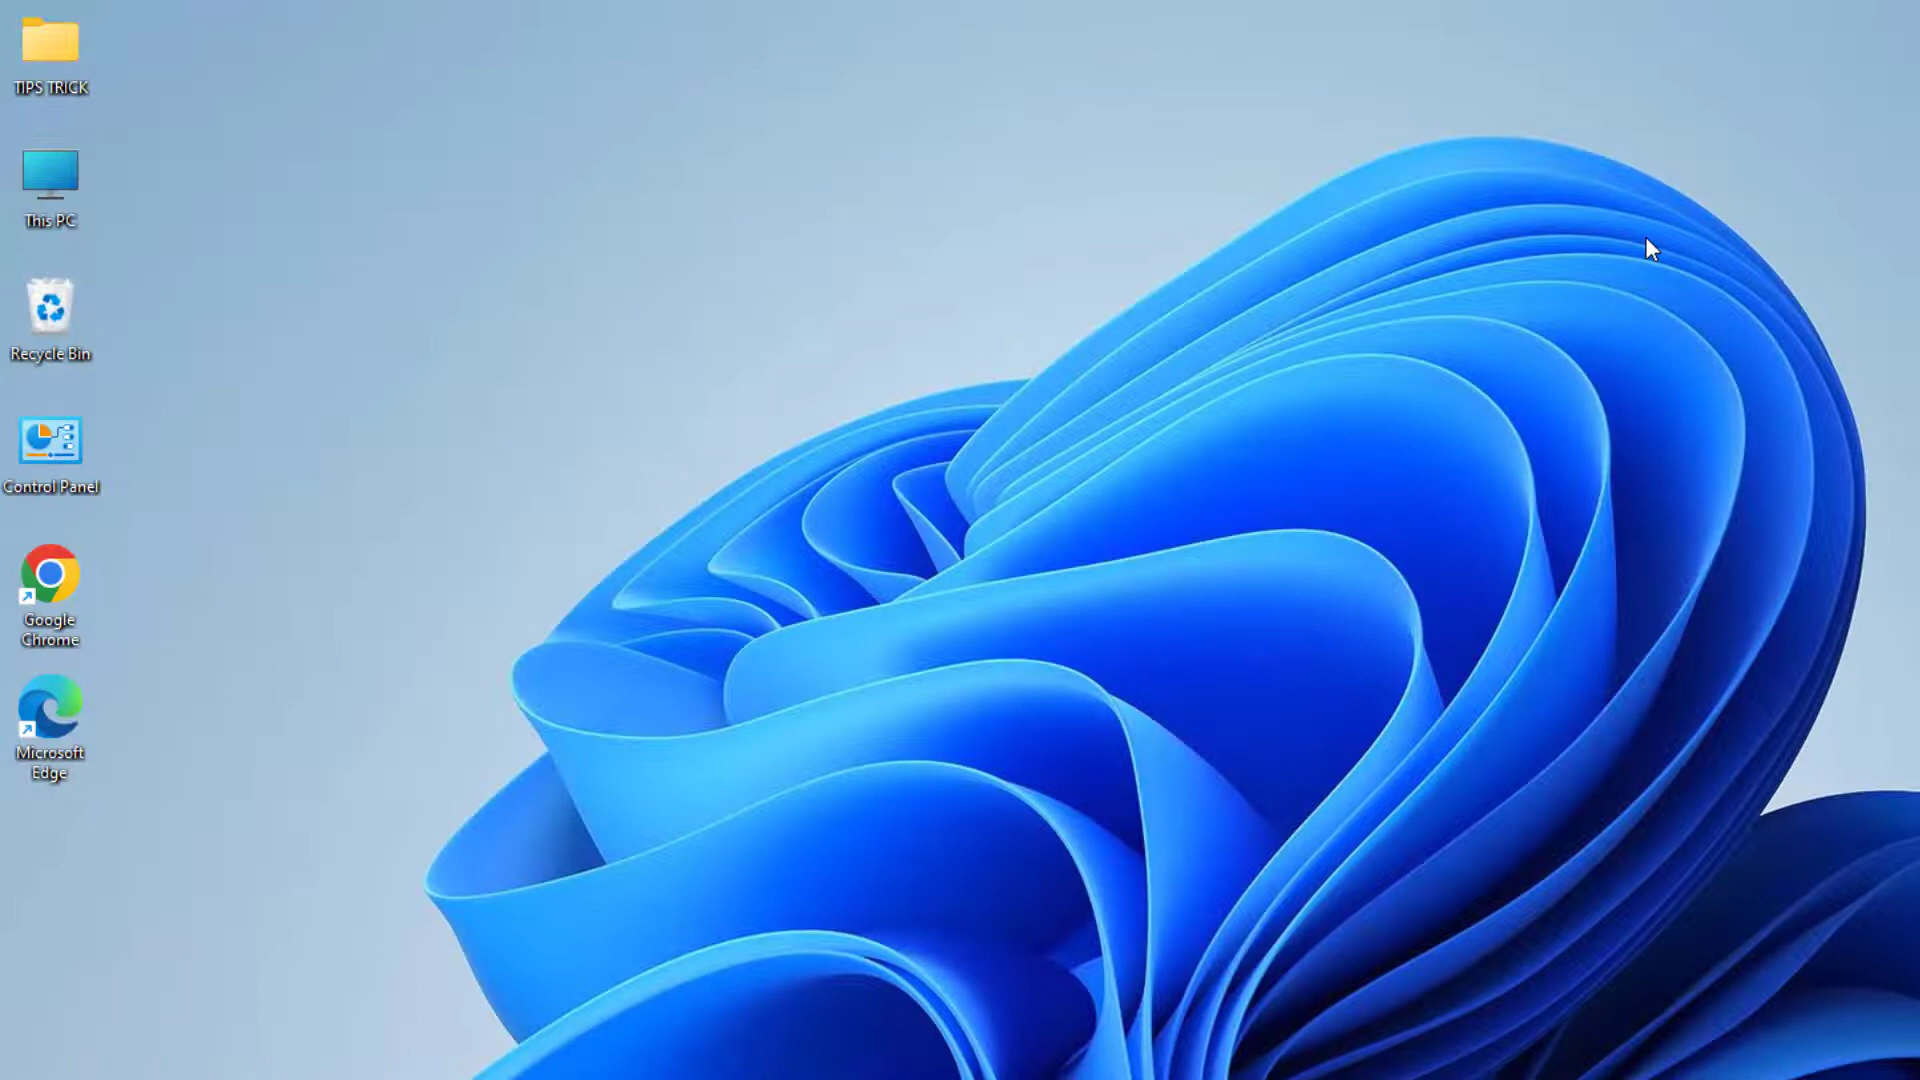 TIPS TRICK
This PC
Recycle Bin
Control Panel
Google
Chrome
Microsoft
Edge